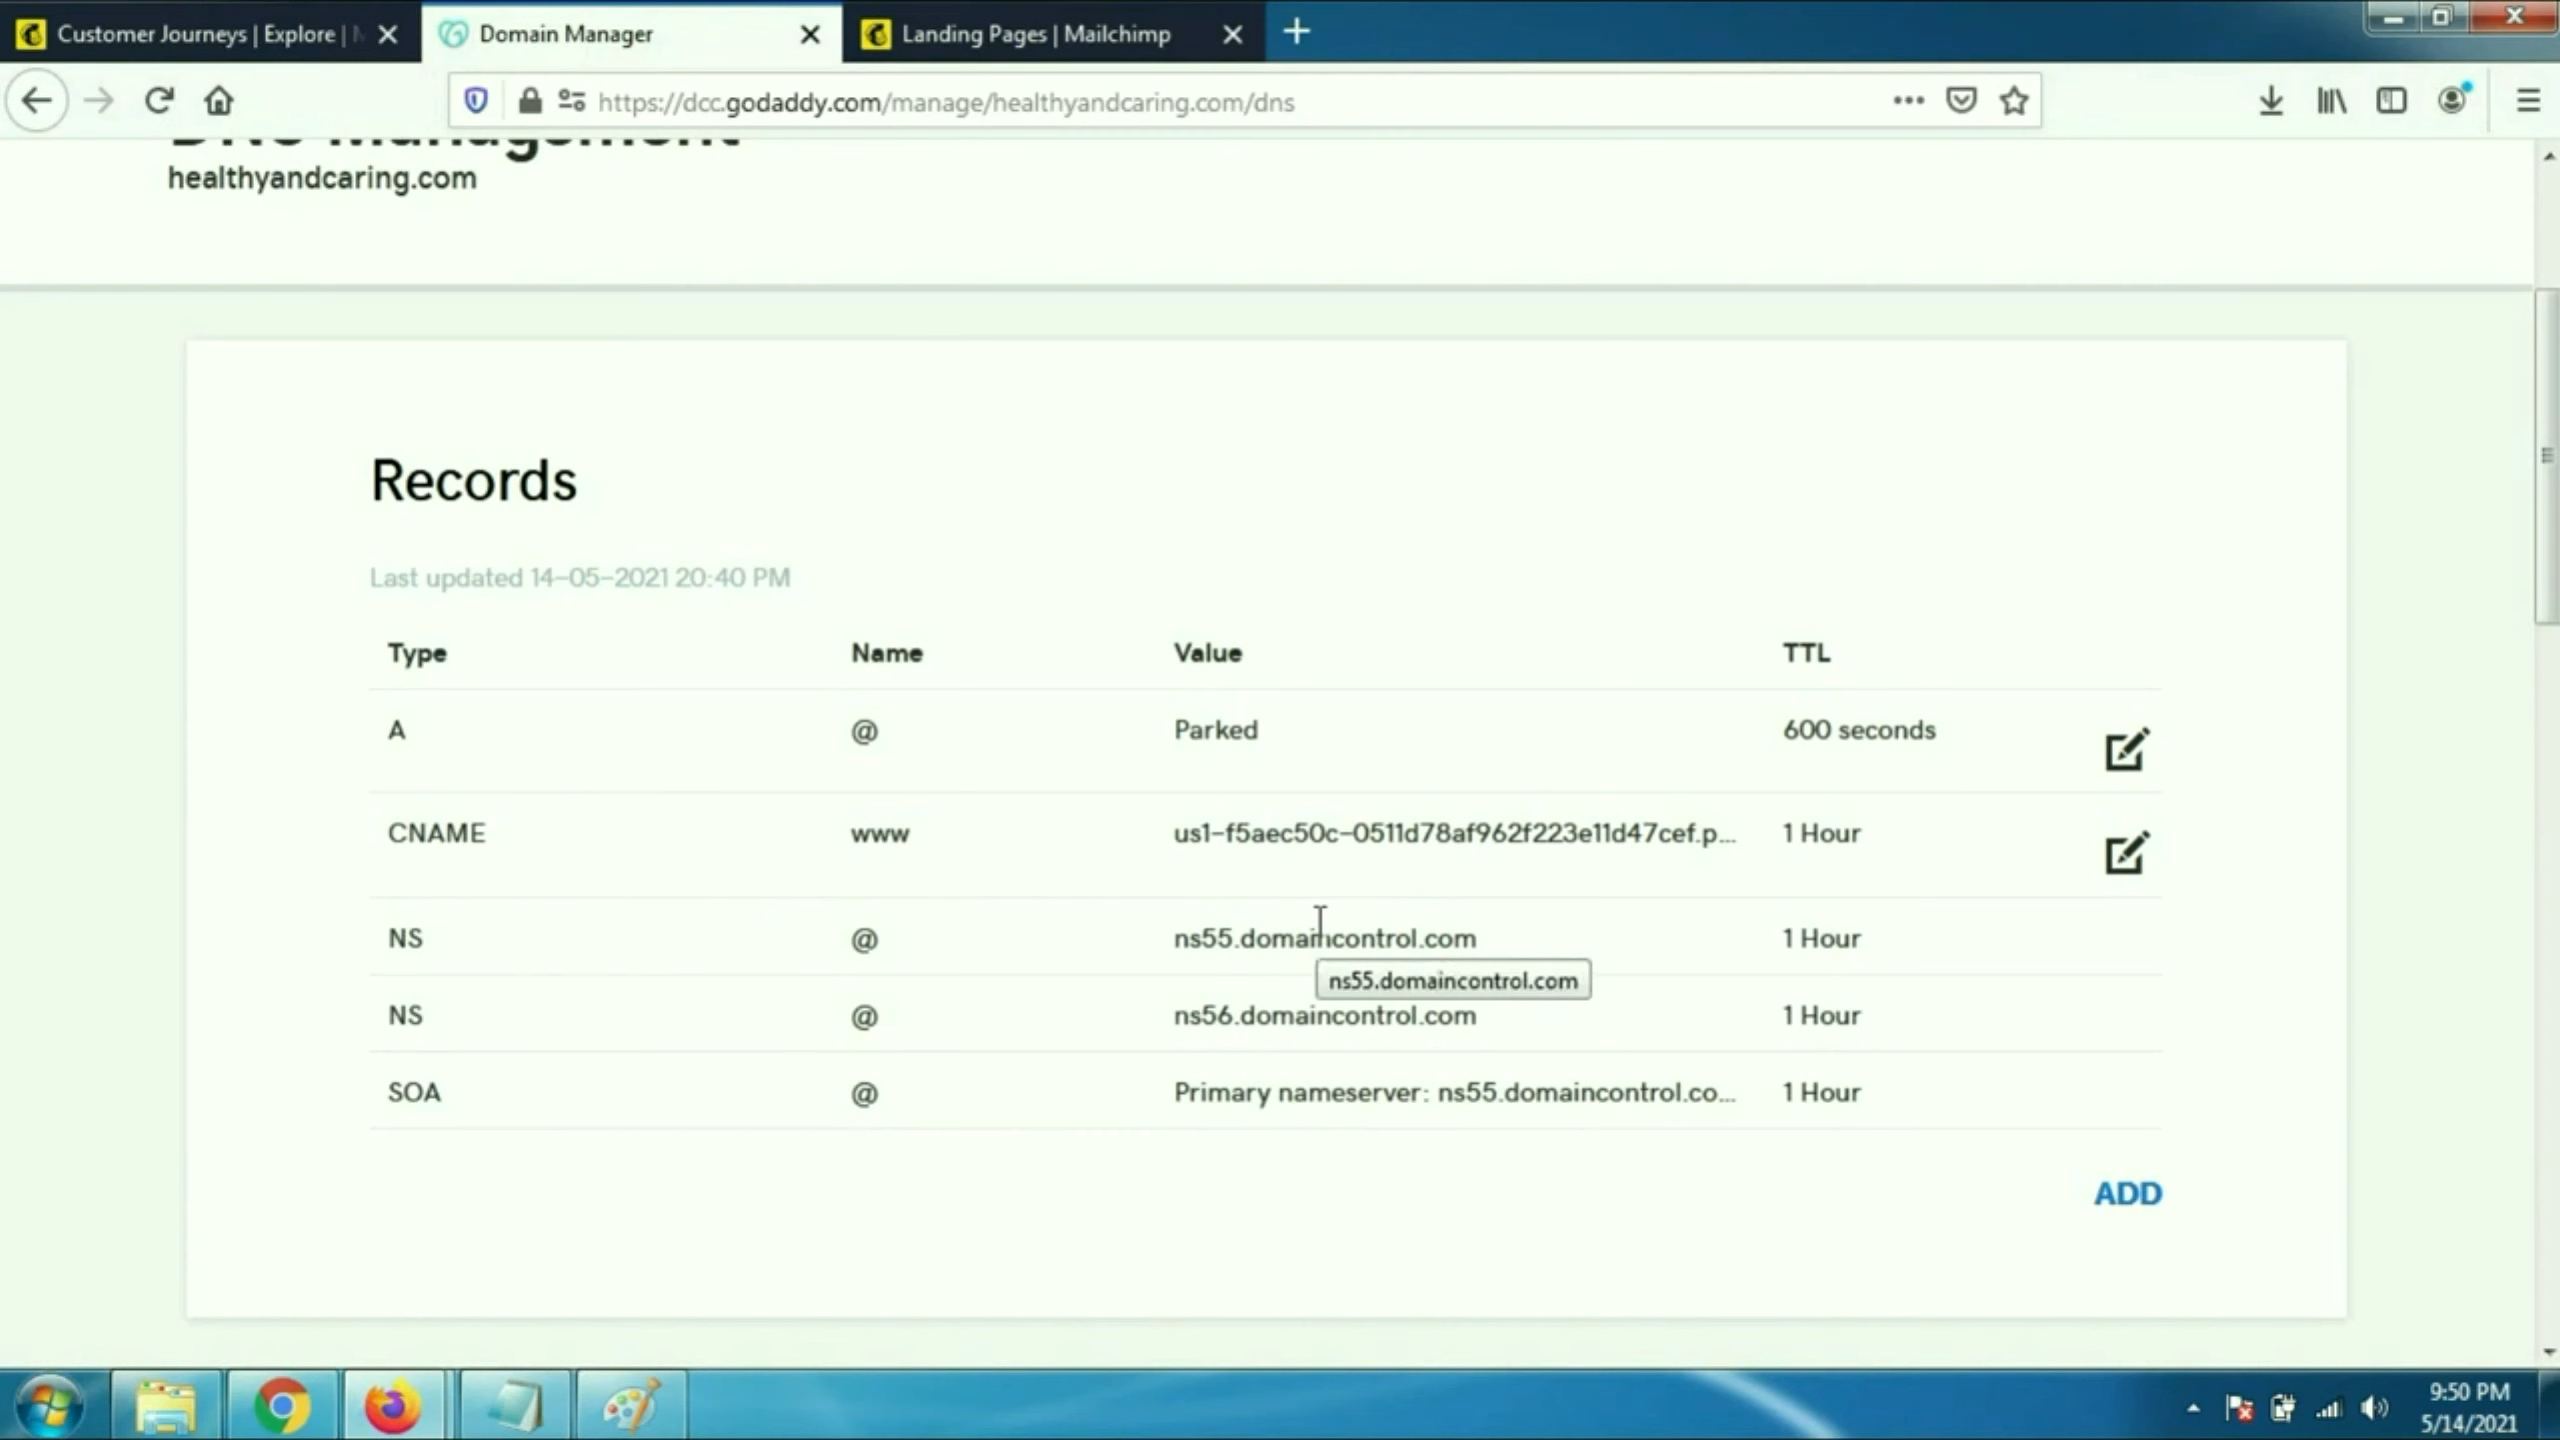 Customer Journeys | Explore |
Domain Manager
Landing Pages | Mailchimp
https://dcc.godaddy.com/manage/healthyandcaring.com/dns
DNS Management
healthyandcaring.com
Records
Last updated 14-05-2021 20:40 PM
Type Name Value TTL
A @ Parked 600 seconds
CNAME www us1-f5aec50c-0511d78af962f223e11d47cef.p... 1 Hour
NS @ ns55.domaincontrol.com 1 Hour
ns55.domaincontrol.com
NS @ ns56.domaincontrol.com 1 Hour
SOA @ Primary nameserver: ns55.domaincontrol.co... 1 Hour
ADD
9:50 PM
5/14/2021